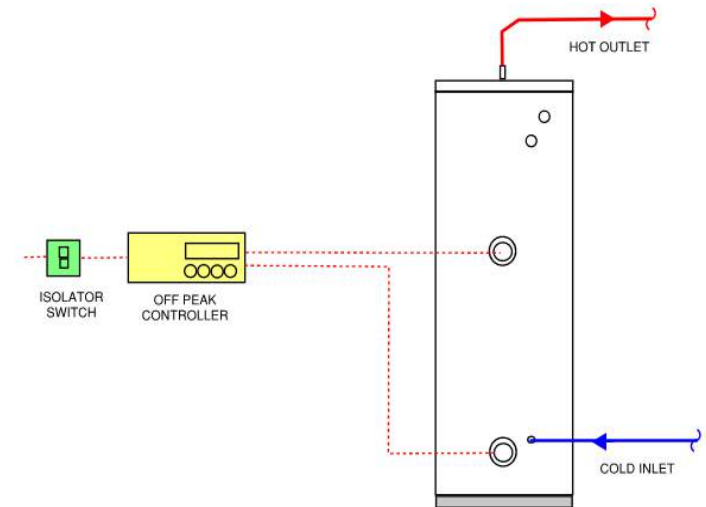 HOT OUTLET
ISOLATOR
SWITCH
OFF PEAK
CONTROLLER
COLD INLET